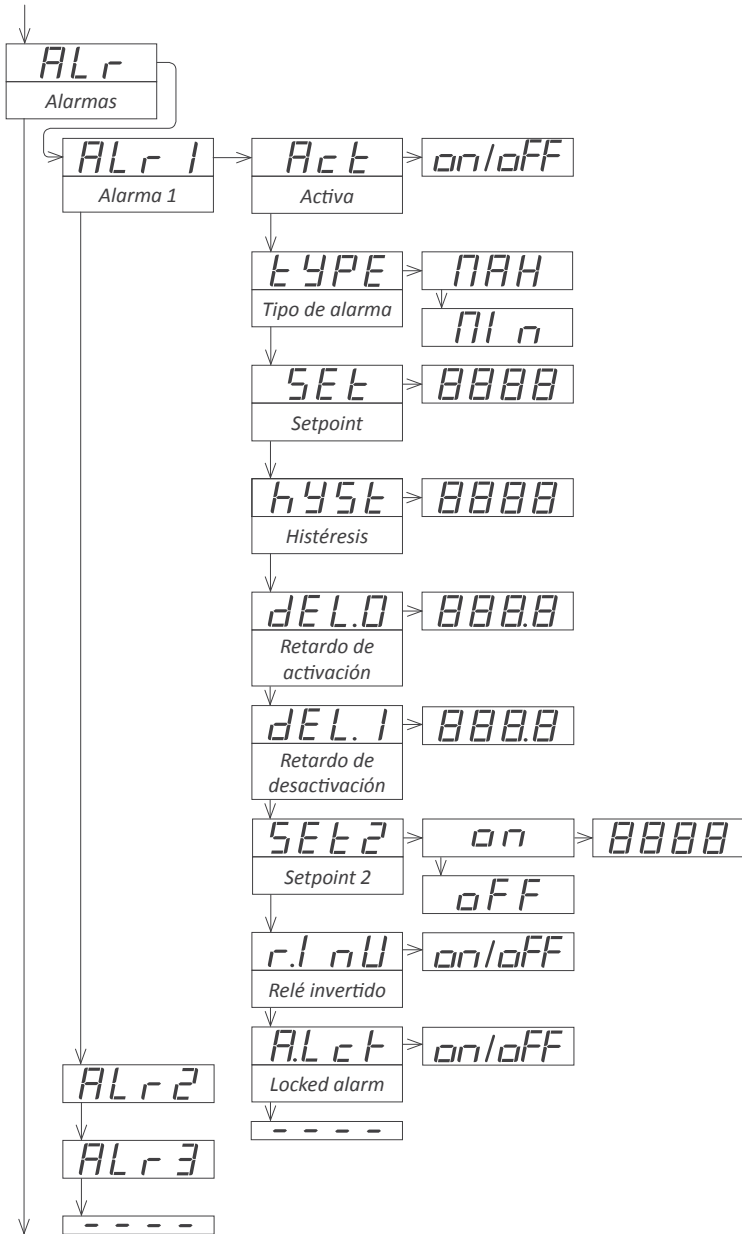 ALr
Alarmas
ALr 1
Alarma 1
Act
Activa
on/oFF
tYPE
Tipo de alarma
MAH
MI n
SEt
Setpoint
8888
hYSt
Histéresis
8888
dEL.0
Retardo de
activación
888.8
dEL.1
Retardo de
desactivación
888.8
SEt2
Setpoint 2
on
8888
oFF
r.I nV
Relé invertido
on/oFF
A.Lck
Locked alarm
on/oFF
----
ALr2
ALr3
----